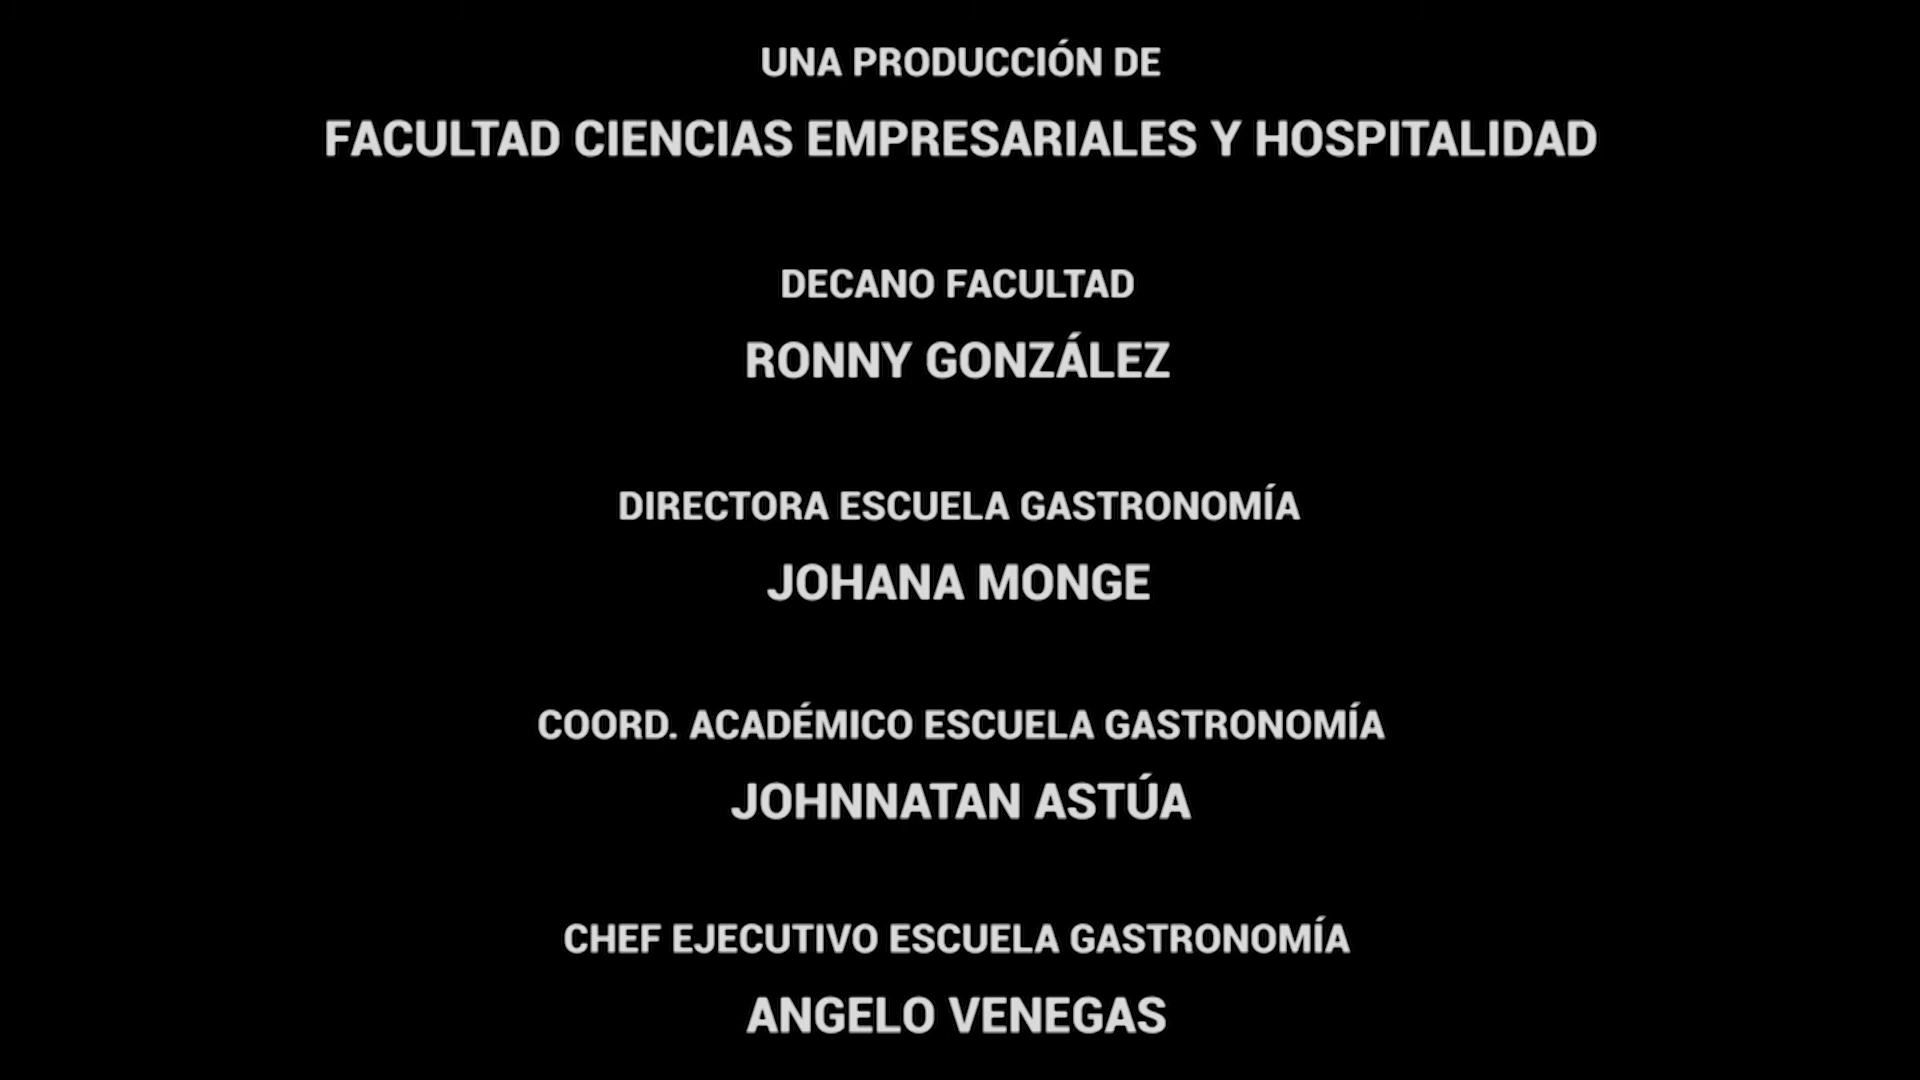 UNA PRODUCCIÓN DE
FACULTAD CIENCIAS EMPRESARIALES Y HOSPITALIDAD
DECANO FACULTAD
RONNY GONZÁLEZ
DIRECTORA ESCUELA GASTRONOMÍA
JOHANA MONGE
COORD. ACADÉMICO ESCUELA GASTRONOMÍA
JOHNNATAN ASTÚA
CHEF EJECUTIVO ESCUELA GASTRONOMÍA
ANGELO VENEGAS